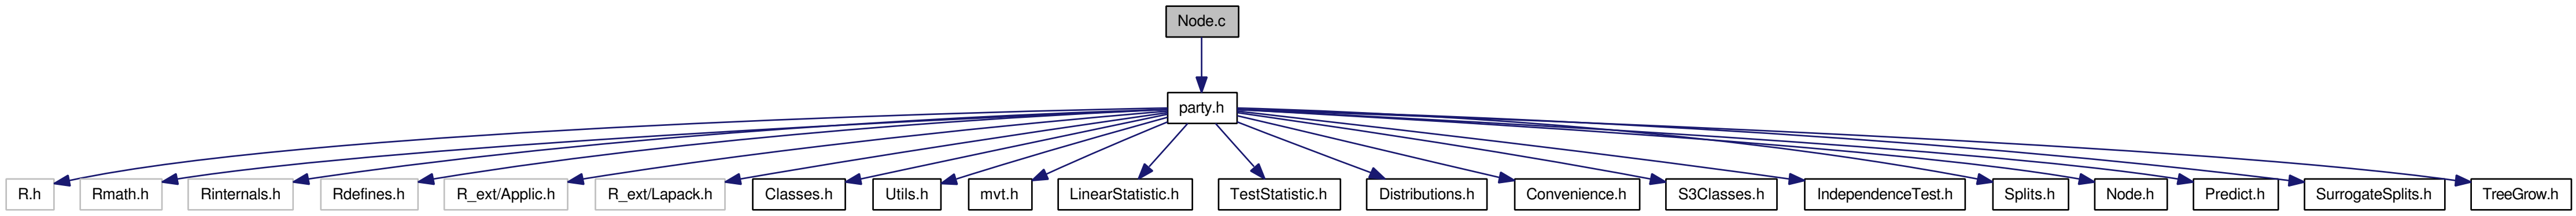 Node.c
party.h
R.h
Rmath.h
Rinternals.h
Rdefines.h
R_ext/Applic.h
R_ext/Lapack.h
Classes.h
Utils.h
mvt.h
LinearStatistic.h
TestStatistic.h
Distributions.h
Convenience.h
S3Classes.h
IndependenceTest.h
Splits.h
Node.h
Predict.h
SurrogateSplits.h
TreeGrow.h